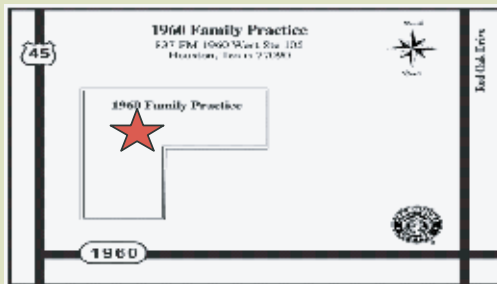 1960 Family Practice
837 FM 1960 West Ste 105
Houston, Texas 77090
45
Red Oak Drive
1960 Family Practice
1960